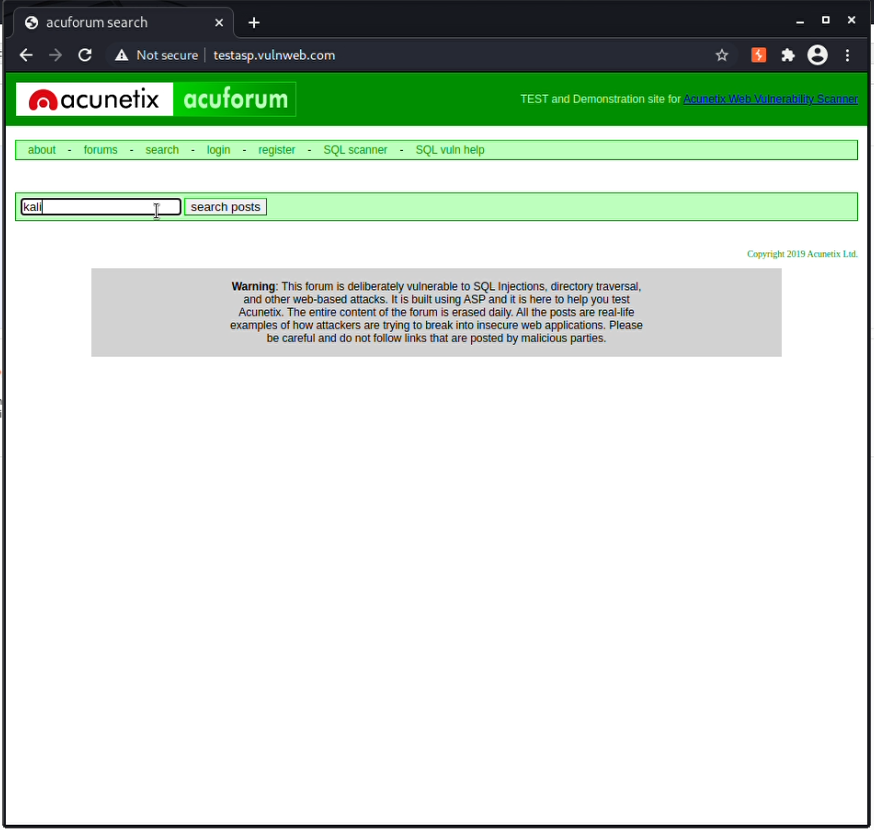 acuforum search
Not secure | testasp.vulnweb.com
acunetix acuforum
TEST and Demonstration site for Acunetix Web Vulnerability Scanner
about - forums - search - login - register - SQL scanner - SQL vuln help
kali search posts
Copyright 2019 Acunetix Ltd.
Warning: This forum is deliberately vulnerable to SQL Injections, directory traversal,
and other web-based attacks. It is built using ASP and it is here to help you test
Acunetix. The entire content of the forum is erased daily. All the posts are real-life
examples of how attackers are trying to break into insecure web applications. Please
be careful and do not follow links that are posted by malicious parties.